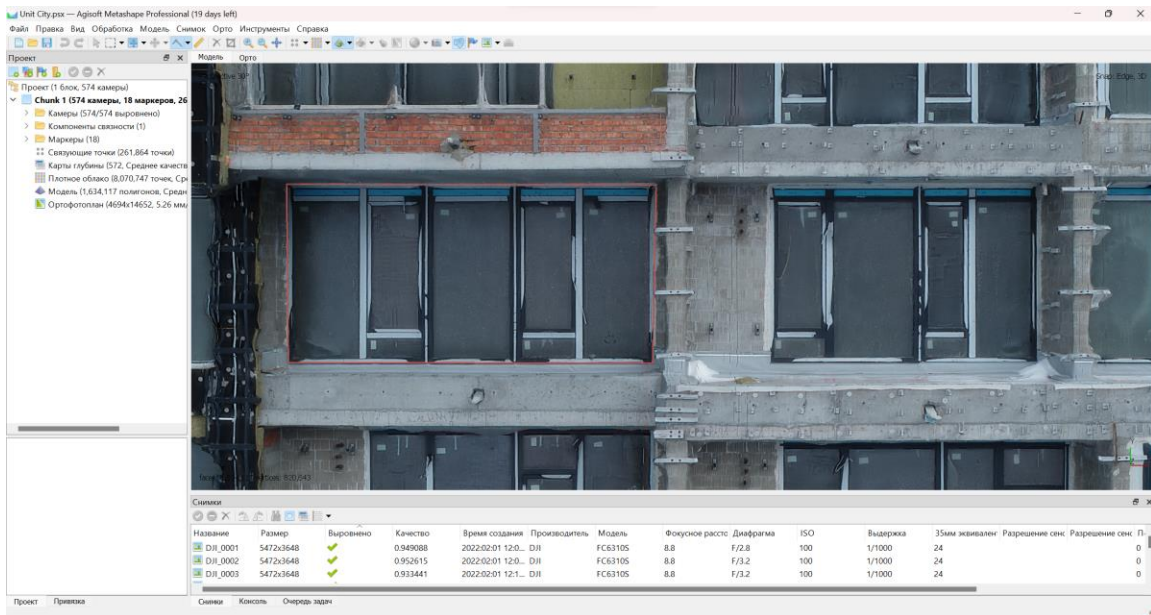 Unit City.psx — Agisoft Metashape Professional (19 days left)
Файл Правка Вид Обработка Модель Снимок Орто Инструменты Справка
Проект
Модель Орто
Snap: Edge, 3D
Проект (1 блок, 574 камеры)
Chunk 1 (574 камеры, 18 маркеров, 26
Камеры (574/574 выровнено)
Компоненты связности (1)
Маркеры (18)
Связующие точки (261,864 точки)
Карты глубины (572, Среднее качеств
Плотное облако (8,070,747 точек, Сре
Модель (1,634,117 полигонов, Средн
Ортофотоплан (4694x14652, 5.26 мм/
Снимки
Название Размер Выровнено Качество Время создания Производитель Модель Фокусное расстс Диафрагма ISO Выдержка 35мм эквивален Разрешение сенс Разрешение сенс П
DJI_0001 5472x3648 0.949088 2022:02:01 12:0... DJI FC6310S 8.8 F/2.8 100 1/1000 24 0
DJI_0002 5472x3648 0.952615 2022:02:01 12:0... DJI FC6310S 8.8 F/3.2 100 1/1000 24 0
DJI_0003 5472x3648 0.933441 2022:02:01 12:1... DJI FC6310S 8.8 F/3.2 100 1/1000 24 0
Проект Привязка
Снимки Консоль Очередь задач